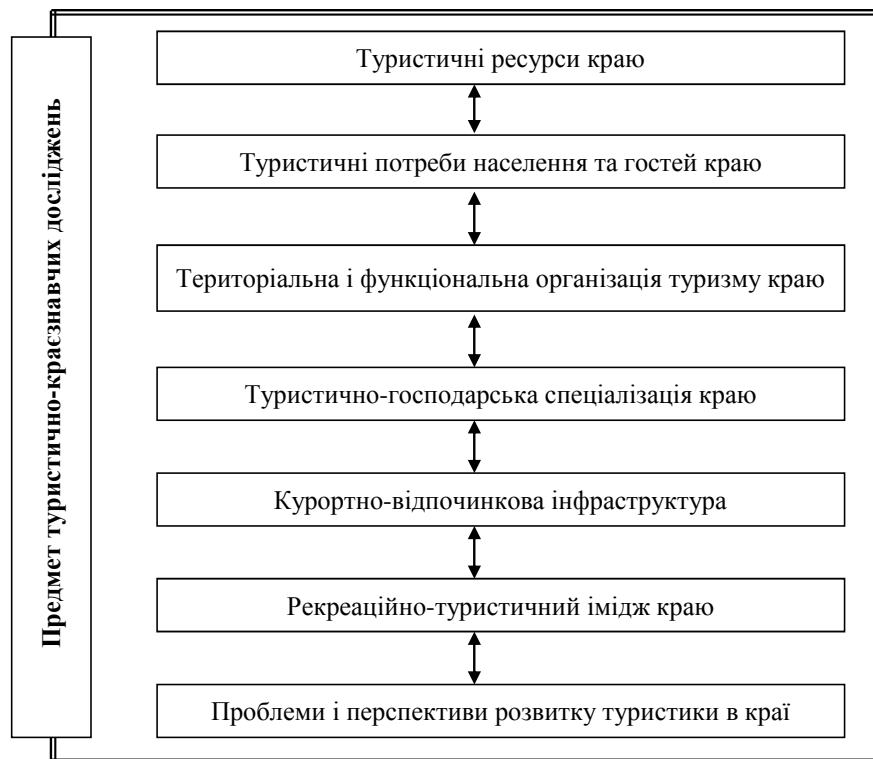 Предмет туристично-краєзнавчих досліджень
Туристичні ресурси краю
Туристичні потреби населення та гостей краю
Територіальна і функціональна організація туризму краю
Туристично-господарська спеціалізація краю
Курортно-відпочинкова інфраструктура
Рекреаційно-туристичний імідж краю
Проблеми і перспективи розвитку туристики в краї